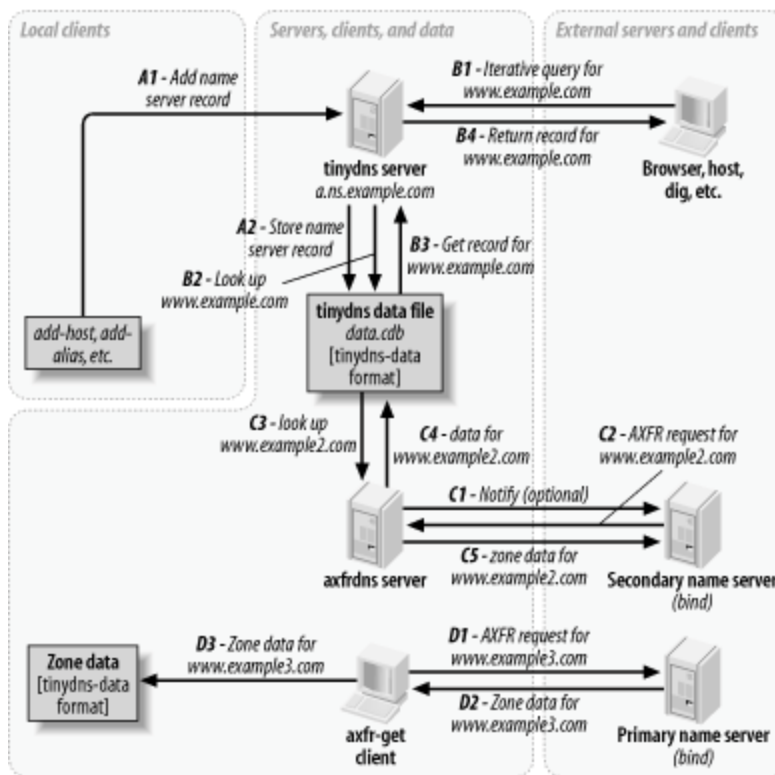 Local clients
Servers, clients, and data
External servers and clients
A1 - Add name
server record
B1 - Iterative query for
www.example.com
B4 - Return record for
www.example.com
tinydns server
a.ns.example.com
Browser, host,
dig, etc.
A2 - Store name
server record
B2 - Look up
www.example.com
B3 - Get record for
www.example.com
add-host, add-
alias, etc.
tinydns data file
data.cdb
[tinydns-data
format]
C3 - look up
www.example2.com
C4 - data for
www.example2.com
C2 - AXFR request for
www.example2.com
C1 - Notify (optional)
C5 - zone data for
www.example2.com
axfrdns server
Secondary name server
(bind)
Zone data
[tinydns-data
format]
D3 - Zone data for
www.example3.com
D1 - AXFR request for
www.example3.com
D2 - Zone data for
www.example3.com
axfr-get
client
Primary name server
(bind)